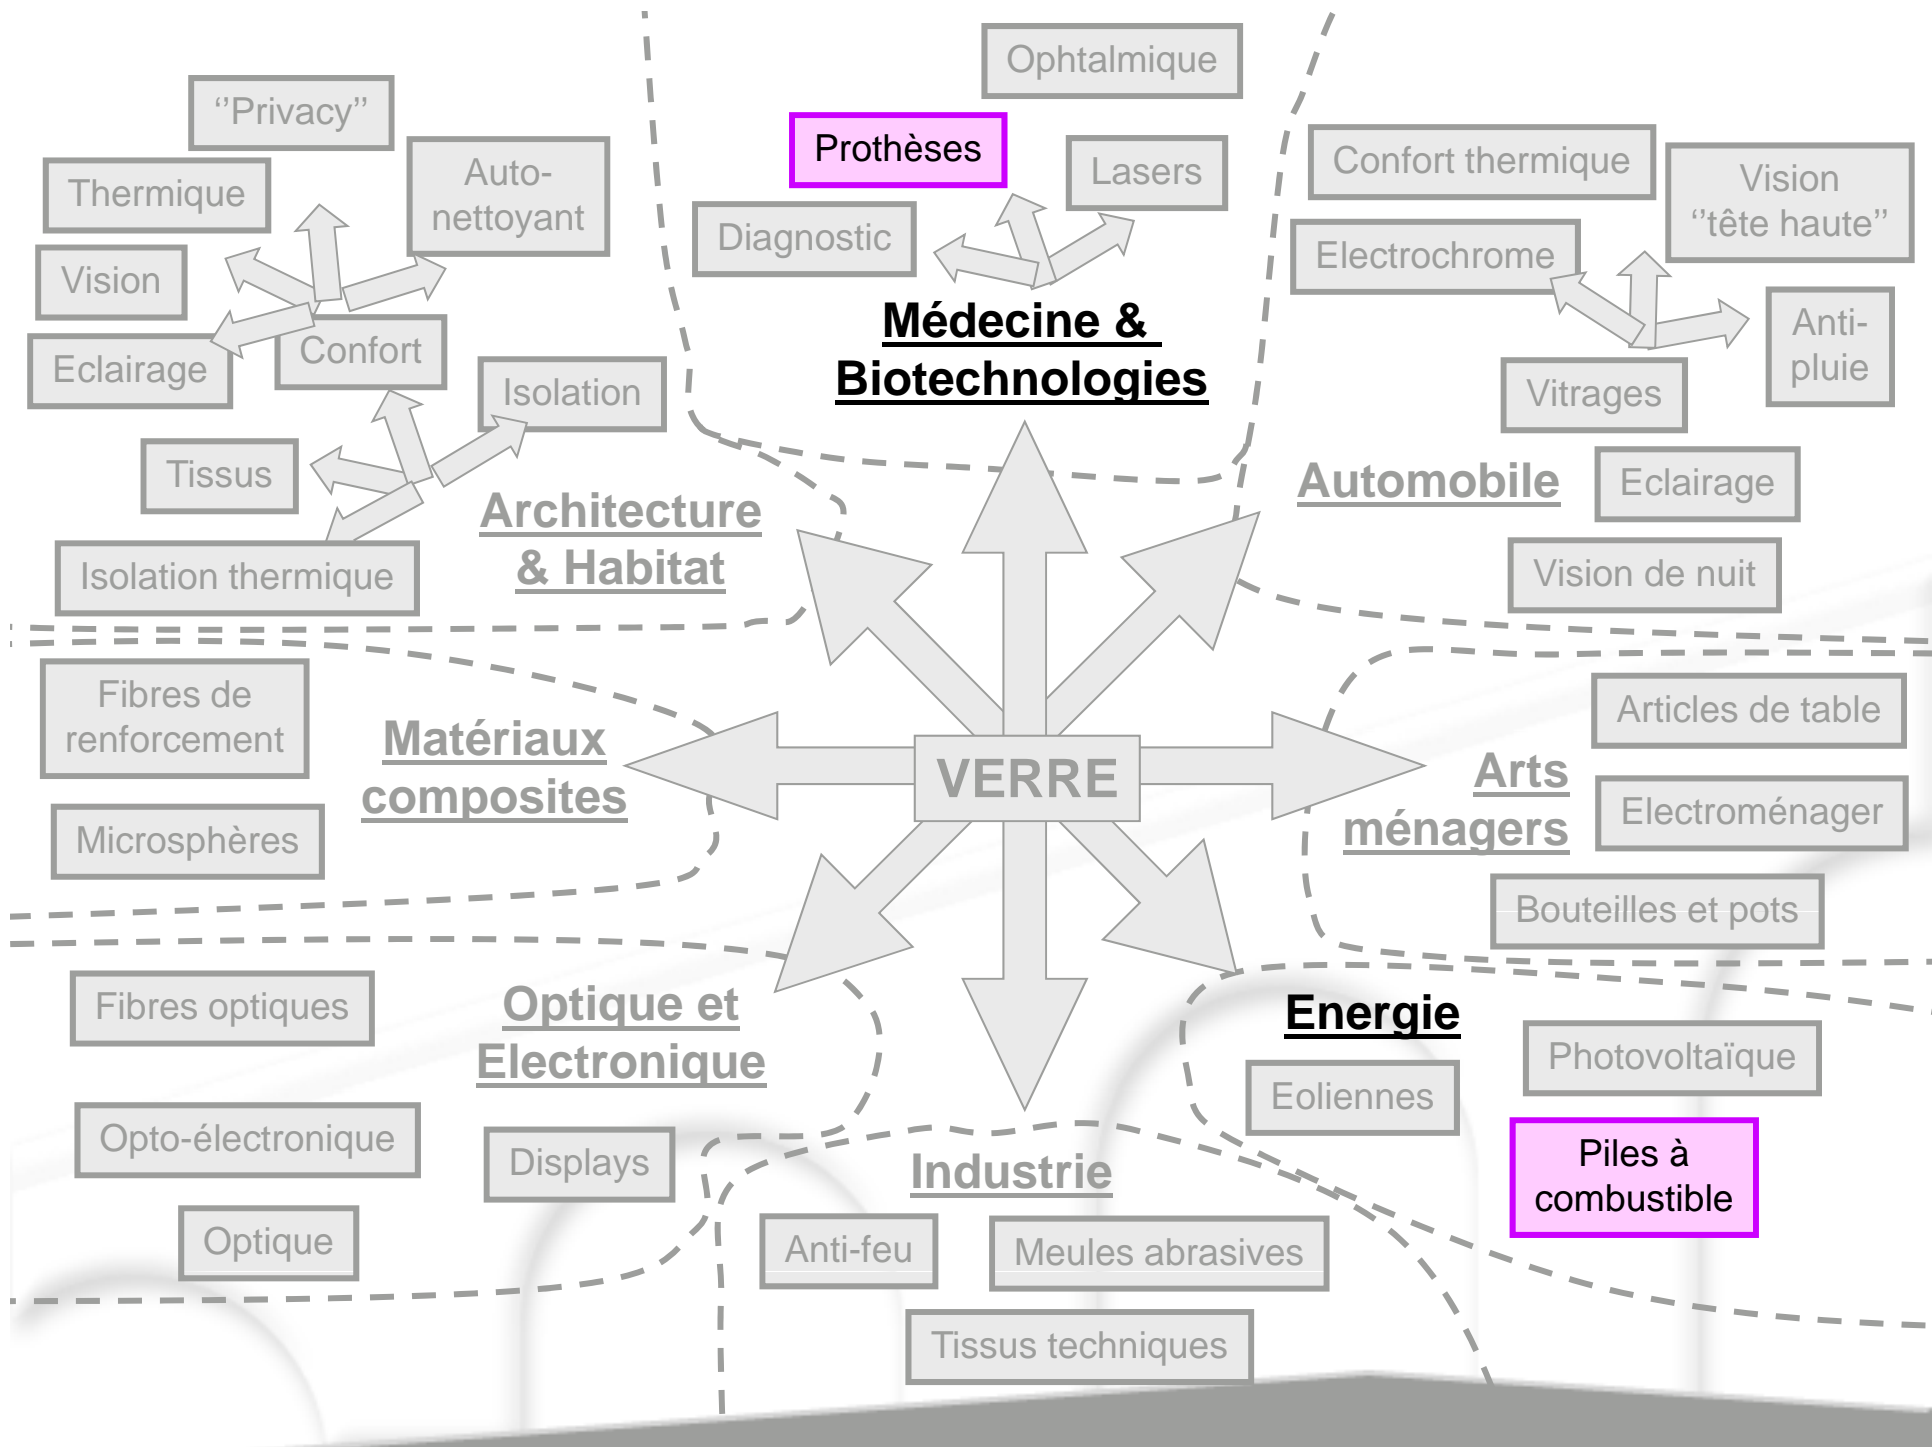 ‘‘Privacy’’
Thermique
Auto-
nettoyant
Vision
Eclairage
Confort
Isolation
Tissus
Isolation thermique
Architecture
& Habitat
Ophtalmique
Prothèses
Lasers
Diagnostic
Médecine &
Biotechnologies
Confort thermique
Vision
‘‘tête haute’’
Electrochrome
Anti-
pluie
Vitrages
Automobile
Eclairage
Vision de nuit
Fibres de
renforcement
Matériaux
composites
Microsphères
VERRE
Articles de table
Arts
ménagers
Electroménager
Bouteilles et pots
Fibres optiques
Optique et
Electronique
Opto-électronique
Displays
Optique
Energie
Photovoltaïque
Eoliennes
Piles à
combustible
Industrie
Anti-feu
Meules abrasives
Tissus techniques